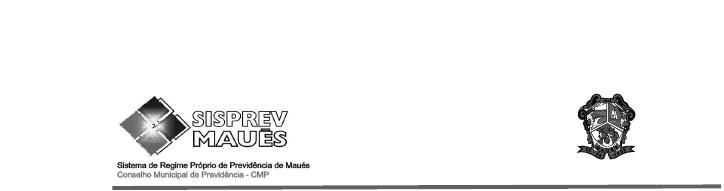 SISPREV
MAUÉS
Sistema de Regime Próprio de Previdência de Maués
Conselho Municipal de Previdência - CMP